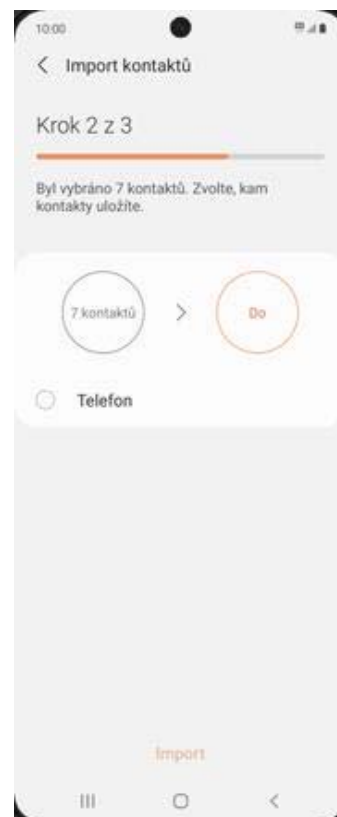 10:00
Import kontaktů
Krok 2 z 3
Byl vybráno 7 kontaktů. Zvolte, kam
kontakty uložíte.
7 kontaktů
Do
Telefon
Import